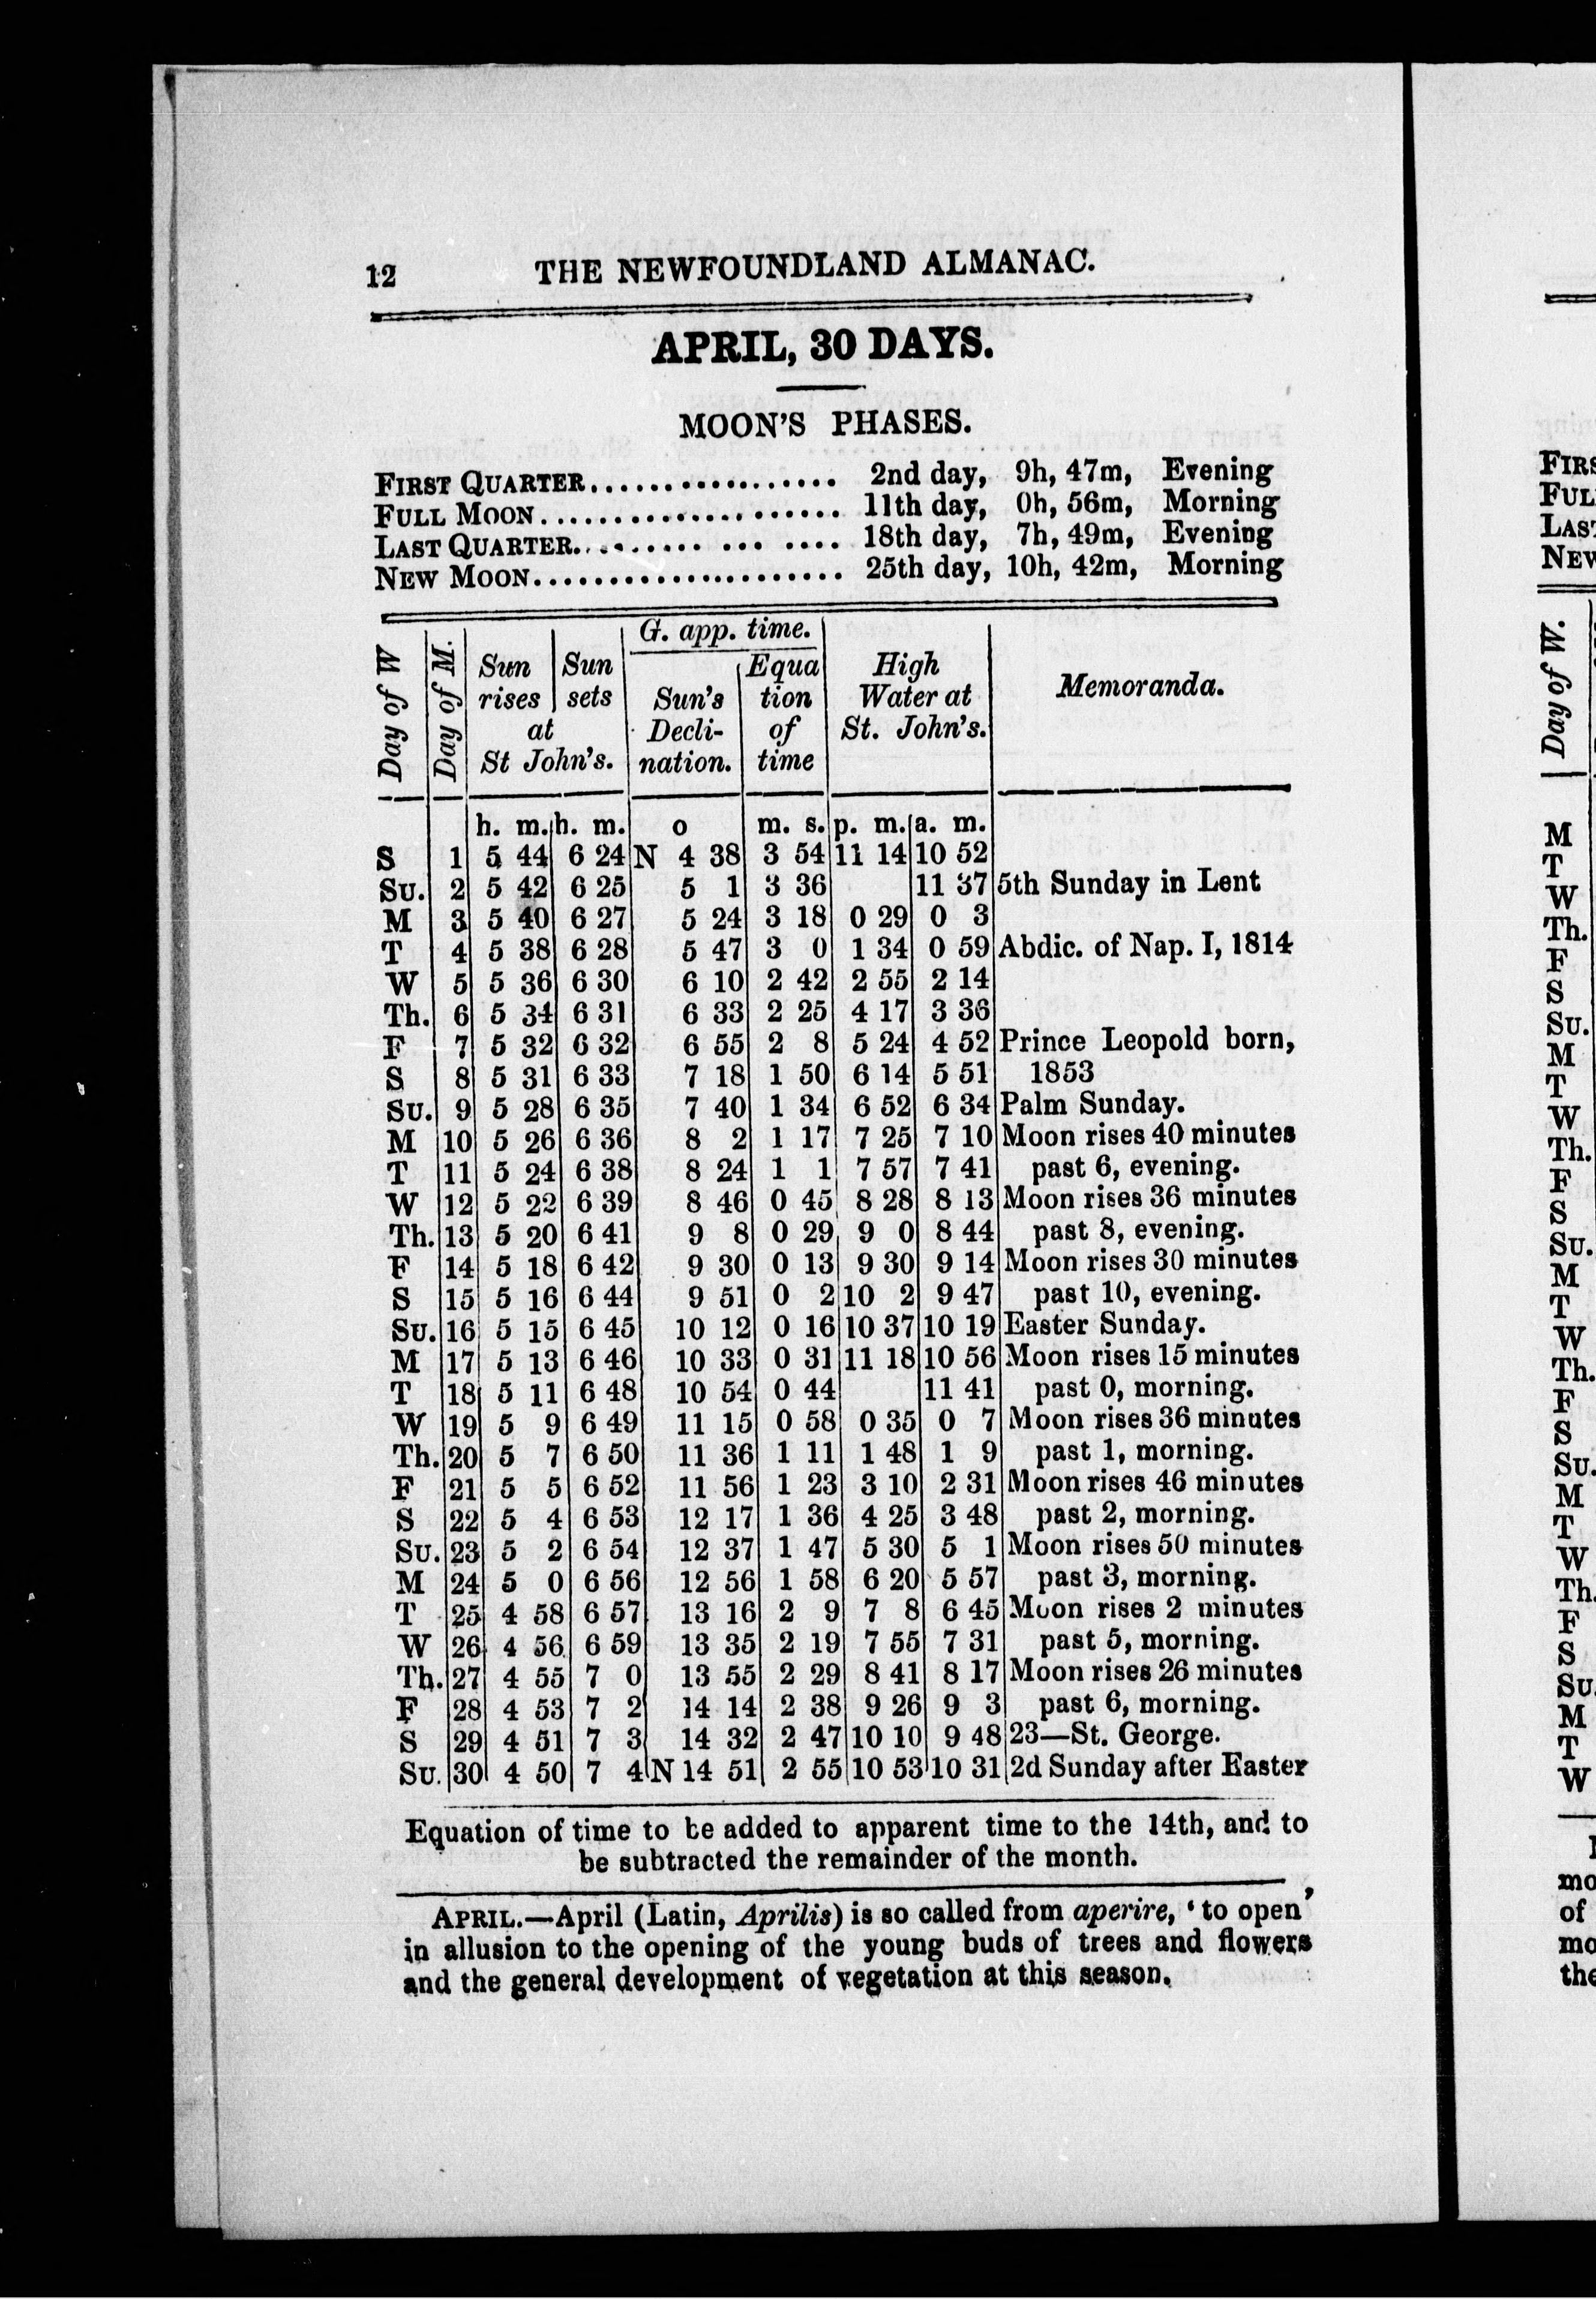 12 THE NEWFOUNDLAND ALMANAC.
APRIL, 30 DAYS.
MOON'S PHASES.
FIRST QUARTER................. 2nd day, 9h, 47m, Evening
FULL MOON..................... 11th day, 0h, 56m, Morning
LAST QUARTER......... ... .... 18th day, 7h, 49m, Evening
NEW MOON..................... 25th day, 10h, 42m, Morning
Day of W
Day of M.
Sun rises
Sun sets
at
St John's.
G. app. time.
Sun's Decli-nation.
Equation of time
High Water at St. John's.
Memoranda.
h. m. h. m. o m. s. p. m. a. m.
S 1 5 44 6 24 N 4 38 3 54 11 14 10 52
Su. 2 5 42 6 25 5 1 3 36 11 37 5th Sunday in Lent
M 3 5 40 6 27 5 24 3 18 0 29 0 3
T 4 5 38 6 28 5 47 3 0 1 34 0 59 Abdic. of Nap. I, 1814
W 5 5 36 6 30 6 10 2 42 2 55 2 14
Th. 6 5 34 6 31 6 33 2 25 4 17 3 36
F 7 5 32 6 32 6 55 2 8 5 24 4 52 Prince Leopold born,
S 8 5 31 6 33 7 18 1 50 6 14 5 51 1853
Su. 9 5 28 6 35 7 40 1 34 6 52 6 34 Palm Sunday.
M 10 5 26 6 36 8 2 1 17 7 25 7 10 Moon rises 40 minutes
T 11 5 24 6 38 8 24 1 1 7 57 7 41 past 6, evening.
W 12 5 22 6 39 8 46 0 45 8 28 8 13 Moon rises 36 minutes
Th. 13 5 20 6 41 9 8 0 29 9 0 8 44 past 8, evening.
F 14 5 18 6 42 9 30 0 13 9 30 9 14 Moon rises 30 minutes
S 15 5 16 6 44 9 51 0 2 10 2 9 47 past 10, evening.
Su. 16 5 15 6 45 10 12 0 16 10 37 10 19 Easter Sunday.
M 17 5 13 6 46 10 33 0 31 11 18 10 56 Moon rises 15 minutes
T 18 5 11 6 48 10 54 0 44 11 41 past 0, morning.
W 19 5 9 6 49 11 15 0 58 0 35 0 7 Moon rises 36 minutes
Th. 20 5 7 6 50 11 36 1 11 1 48 1 9 past 1, morning.
F 21 5 5 6 52 11 56 1 23 3 10 2 31 Moon rises 46 minutes
S 22 5 4 6 53 12 17 1 36 4 25 3 48 past 2, morning.
Su. 23 5 2 6 54 12 37 1 47 5 30 5 1 Moon rises 50 minutes
M 24 5 0 6 56 12 56 1 58 6 20 5 57 past 3, morning.
T 25 4 58 6 57 13 16 2 9 7 8 6 45 Moon rises 2 minutes
W 26 4 56 6 59 13 35 2 19 7 55 7 31 past 5, morning.
Th. 27 4 55 7 0 13 55 2 29 8 41 8 17 Moon rises 26 minutes
F 28 4 53 7 2 14 14 2 38 9 26 9 3 past 6, morning.
S 29 4 51 7 3 14 32 2 47 10 10 9 48 23—St. George.
Su. 30 4 50 7 4 N 14 51 2 55 10 53 10 31 2d Sunday after Easter
Equation of time to be added to apparent time to the 14th, and to
be subtracted the remainder of the month.
APRIL.—April (Latin, Aprilis) is so called from aperire, 'to open'
in allusion to the opening of the young buds of trees and flowers
and the general development of vegetation at this season.
FIRS
FUL
LAS
NEW
Day of W.
M
T
W
Th.
F
S
Su.
M
T
W
Th.
F
S
Su.
M
T
W
Th.
F
S
Su.
M
T
W
Th.
F
S
Su.
M
T
W
mo
of
mo
the